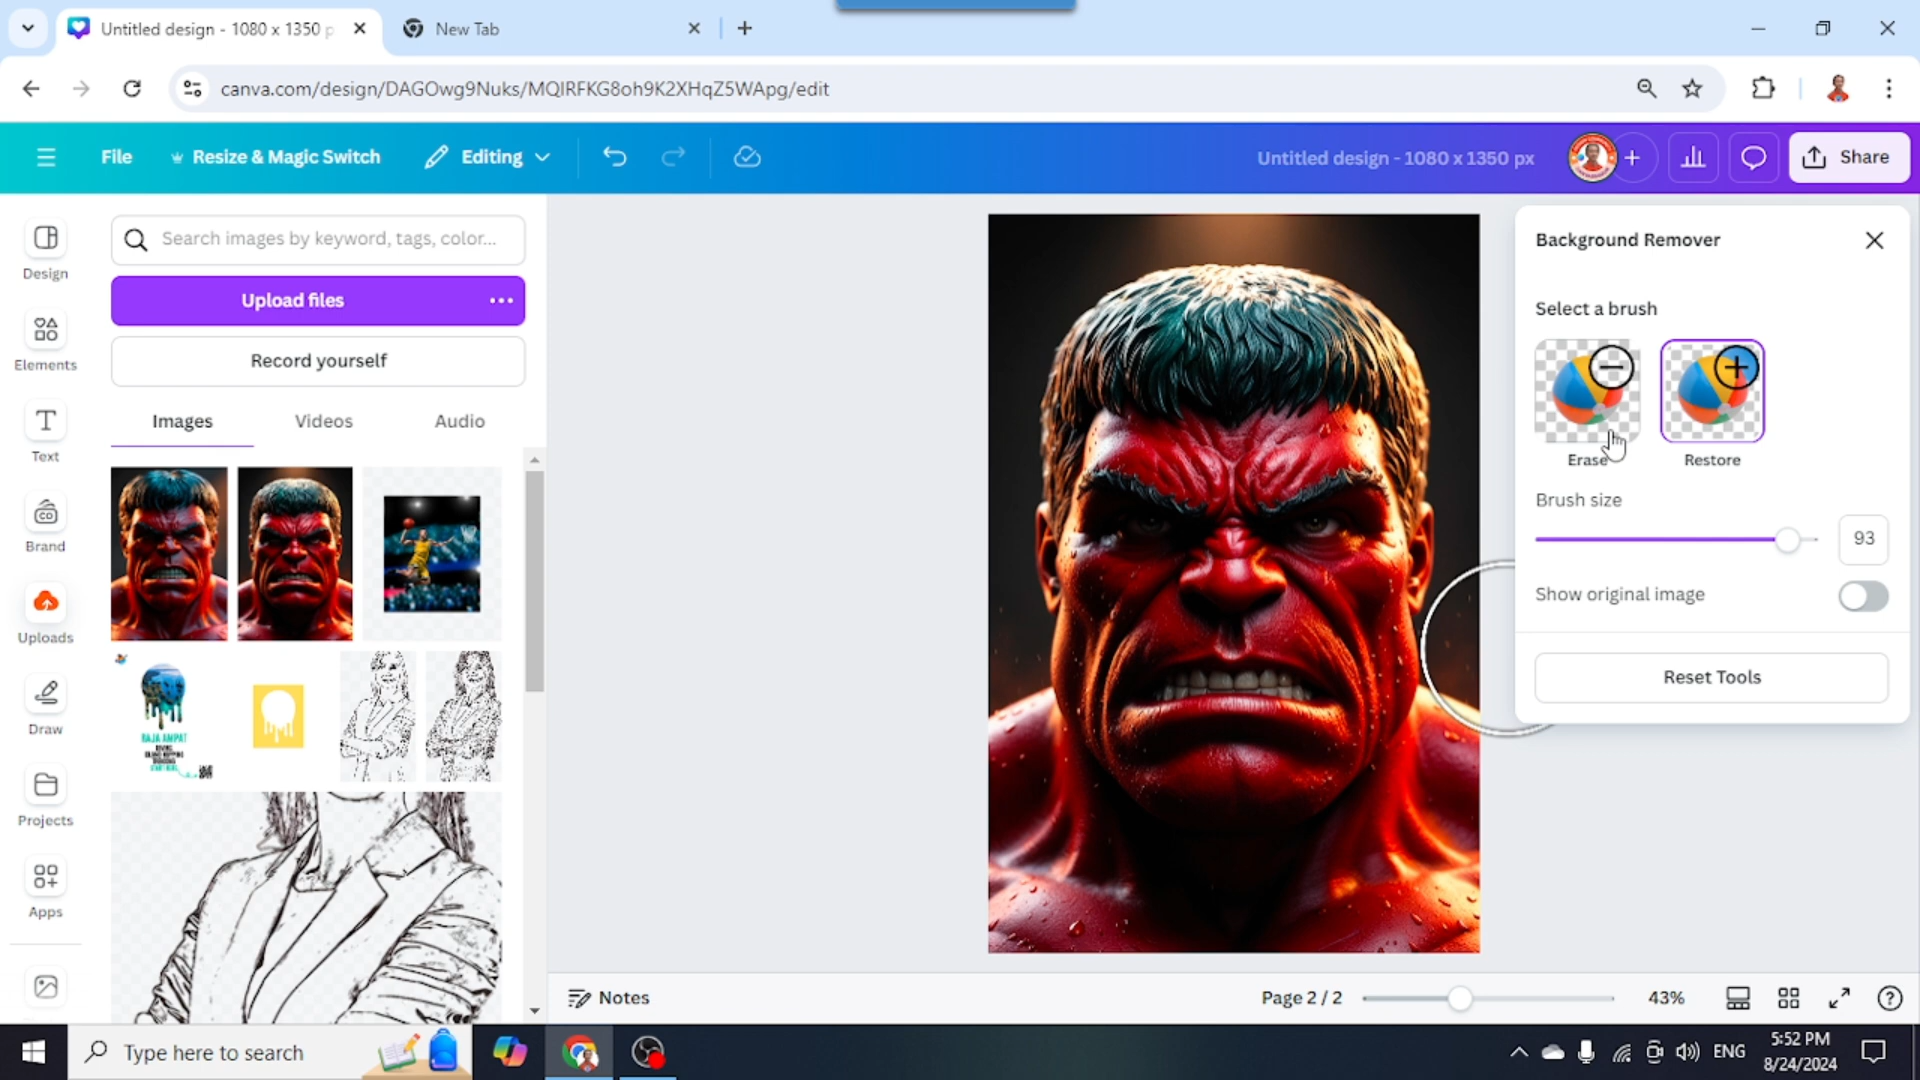 Untitled design - 1080 x 1350 p
New Tab
canva.com/design/DAGOwg9Nuks/MQIRFKG8oh9K2XHqZ5WApg/edit
File
Resize & Magic Switch
Editing
Untitled design - 1080 x 1350 px
Share
Design
Elements
Text
Brand
Uploads
Draw
Projects
Apps
Search images by keyword, tags, color...
Upload files
Record yourself
Images
Videos
Audio
RAJA AMPAT
Background Remover
Select a brush
Erase
Restore
Brush size
93
Show original image
Reset Tools
Notes
Page 2 / 2
43%
Type here to search
ENG
5:52 PM
8/24/2024